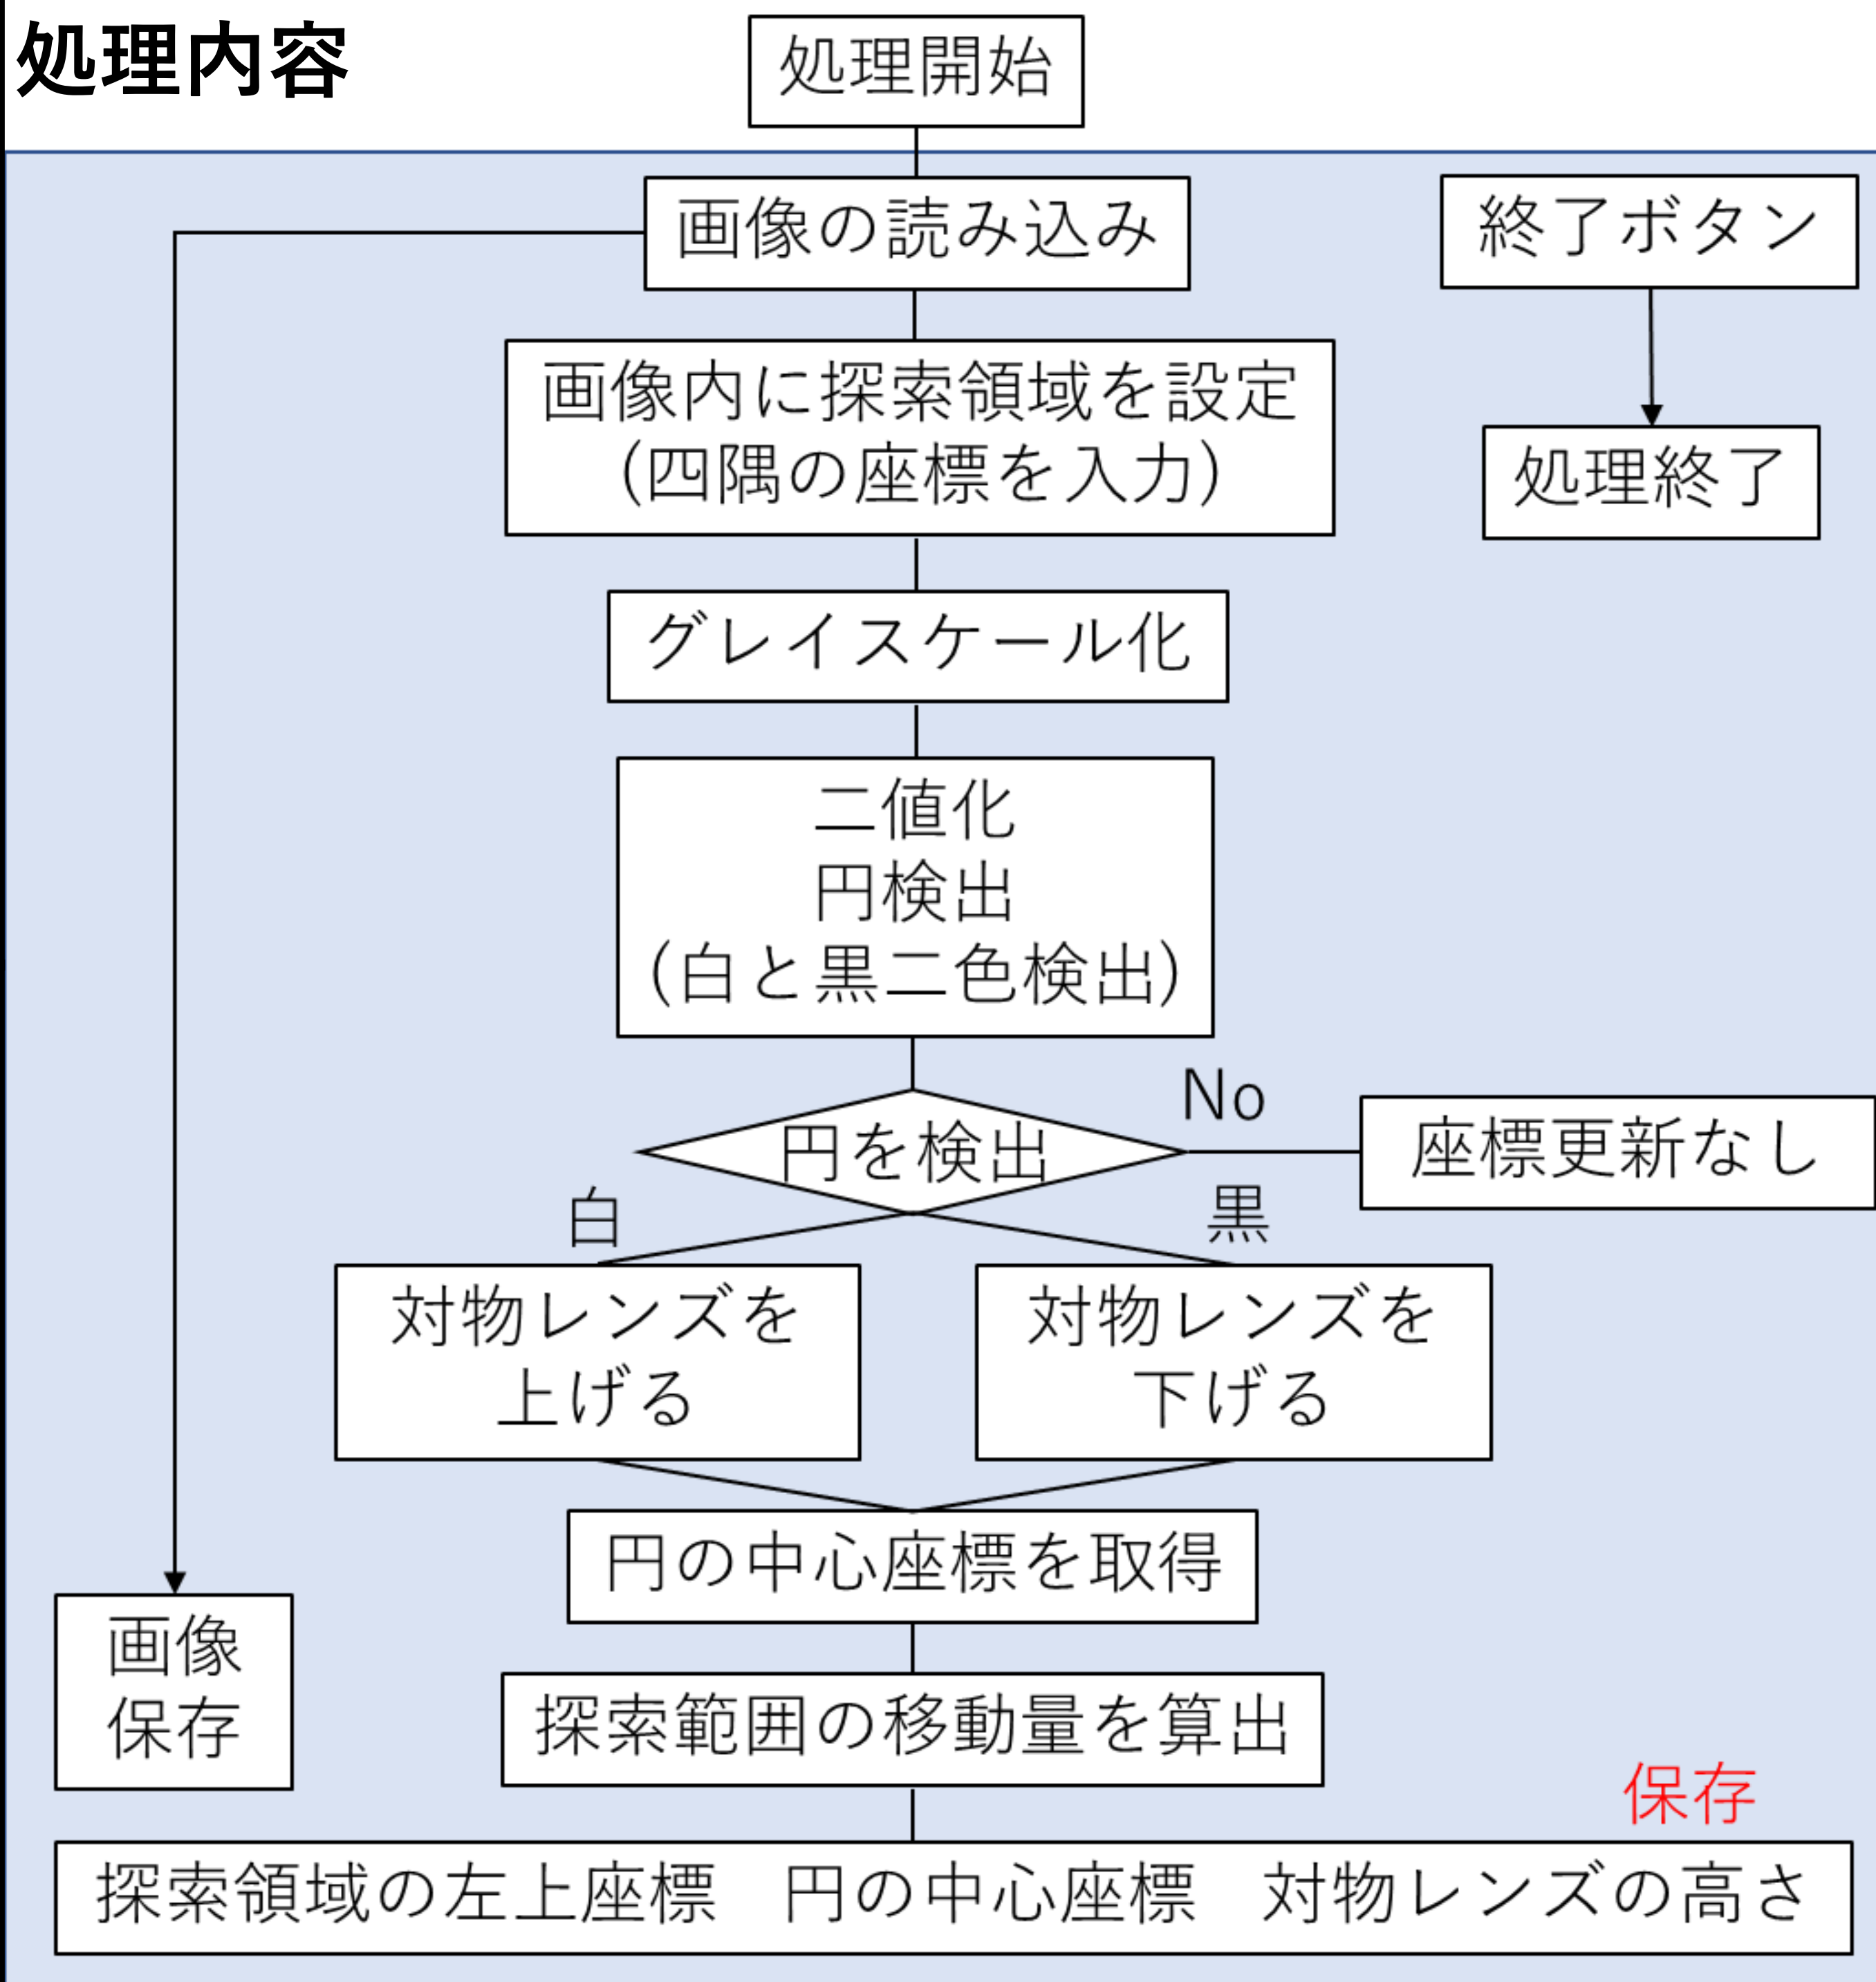 処理内容
処理開始
画像の読み込み
終了ボタン
処理終了
画像内に探索領域を設定
(四隅の座標を入力)
グレイスケール化
二値化
円検出
(白と黒二色検出)
円を検出
No
座標更新なし
白
黒
対物レンズを
上げる
対物レンズを
下げる
円の中心座標を取得
画像
保存
探索範囲の移動量を算出
保存
探索領域の左上座標　円の中心座標　対物レンズの高さ